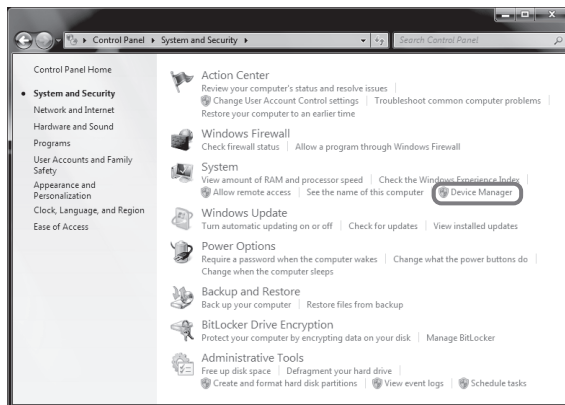 Control Panel ▸ System and Security ▸
Search Control Panel
Control Panel Home
System and Security
Network and Internet
Hardware and Sound
Programs
User Accounts and Family
Safety
Appearance and
Personalization
Clock, Language, and Region
Ease of Access
Action Center
Review your computer's status and resolve issues
Change User Account Control settings | Troubleshoot common computer problems
Restore your computer to an earlier time
Windows Firewall
Check firewall status | Allow a program through Windows Firewall
System
View amount of RAM and processor speed | Check the Windows Experience Index
Allow remote access | See the name of this computer | Device Manager
Windows Update
Turn automatic updating on or off | Check for updates | View installed updates
Power Options
Require a password when the computer wakes | Change what the power buttons do
Change when the computer sleeps
Backup and Restore
Back up your computer | Restore files from backup
BitLocker Drive Encryption
Protect your computer by encrypting data on your disk | Manage BitLocker
Administrative Tools
Free up disk space | Defragment your hard drive
Create and format hard disk partitions | View event logs | Schedule tasks